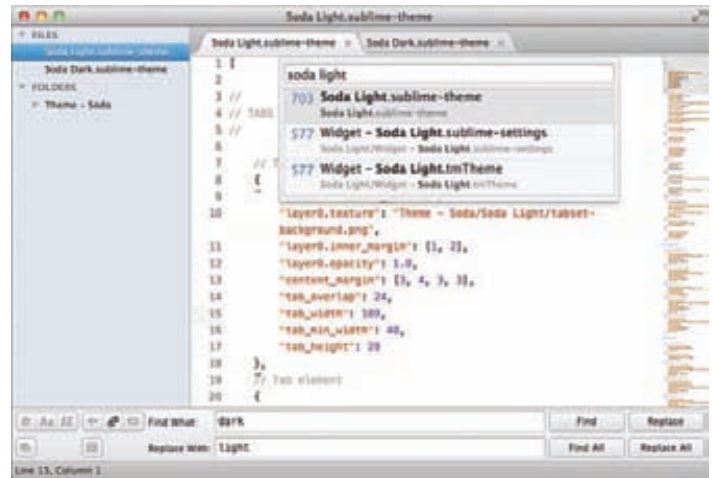 Soda Light.sublime-theme
FILES
Soda Light.sublime-theme
Soda Dark.sublime-theme
FOLDERS
Theme - Soda
Soda Light.sublime-theme × Soda Dark.sublime-theme ×
soda light
703 Soda Light.sublime-theme
Soda Light.sublime-theme
577 Widget – Soda Light.sublime-settings
Soda Light/Widget – Soda Light.sublime-settings
577 Widget – Soda Light.tmTheme
Soda Light/Widget – Soda Light.tmTheme
1 [
2
3 //
4 // TABS
5 //
6
7 // T
8 {
9
10 "layer0.texture": "Theme - Soda/Soda Light/tabset-
background.png",
11 "layer0.inner_margin": [1, 2],
12 "layer0.opacity": 1.0,
13 "content_margin": [3, 4, 3, 3],
14 "tab_overlap": 24,
15 "tab_width": 180,
16 "tab_min_width": 48,
17 "tab_height": 28
18 },
19 // Tab element
20 {
Find What: dark Find Replace
Replace With: light Find All Replace All
Line 15, Column 1